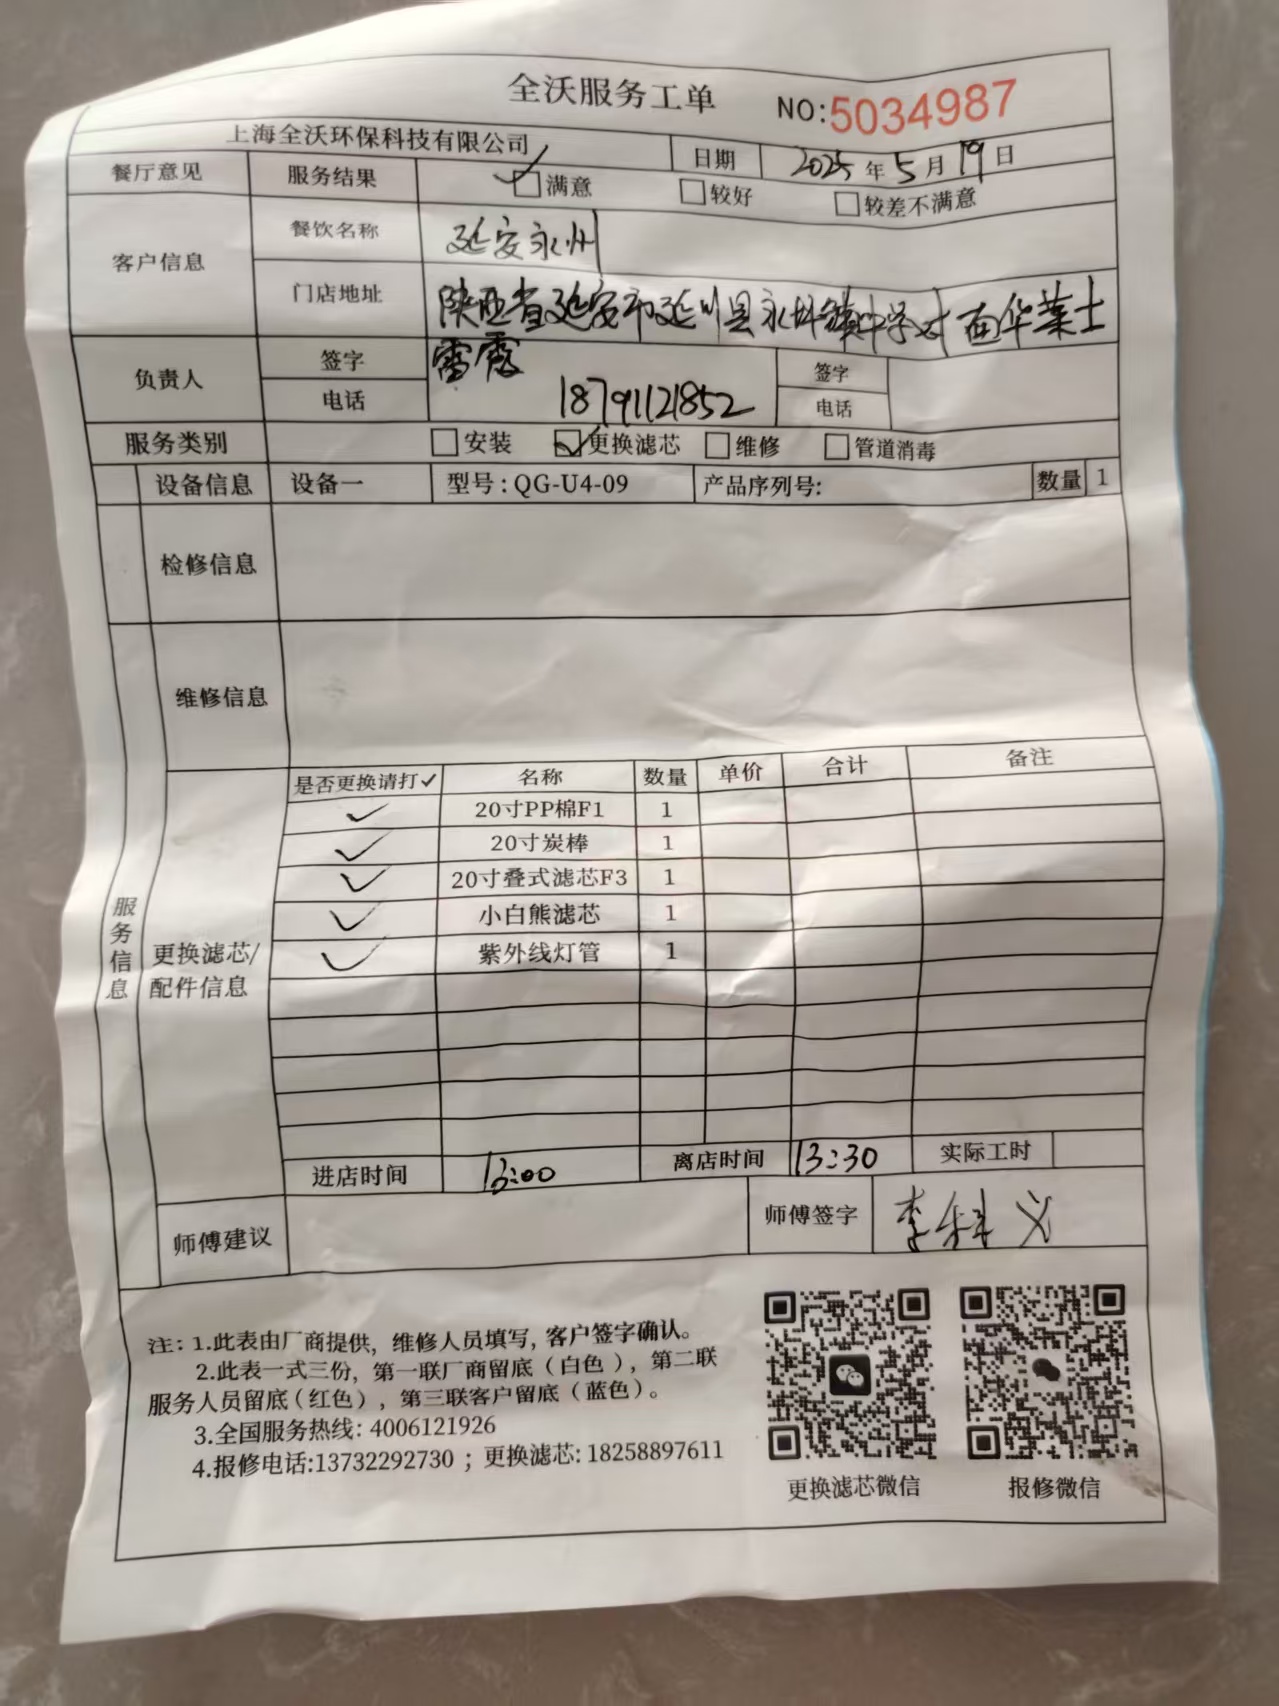 全沃服务工单 NO:5034987
上海全沃环保科技有限公司 日期 2025年5月19日
餐厅意见 服务结果 ✓□满意 □较好 □较差不满意
客户信息 餐饮名称 延安永州
门店地址 陕西省延安市延川县永坪镇中学对面华莱士
负责人 签字 雷霞 签字
电话 18791121852 电话
服务类别 □安装 ☑更换滤芯 □维修 □管道消毒
设备信息 设备一 型号:QG-U4-09 产品序列号: 数量 1
检修信息
维修信息
服务信息
更换滤芯/
配件信息
是否更换请打✓ 名称 数量 单价 合计 备注
✓ 20寸PP棉F1 1
✓ 20寸炭棒 1
✓ 20寸叠式滤芯F3 1
✓ 小白熊滤芯 1
✓ 紫外线灯管 1
进店时间 13:00 离店时间 13:30 实际工时
师傅建议 师傅签字 李科义
注：1.此表由厂商提供，维修人员填写，客户签字确认。
2.此表一式三份，第一联厂商留底（白色），第二联
服务人员留底（红色），第三联客户留底（蓝色）。
3.全国服务热线：4006121926
4.报修电话:13732292730 ；更换滤芯: 18258897611
更换滤芯微信 报修微信